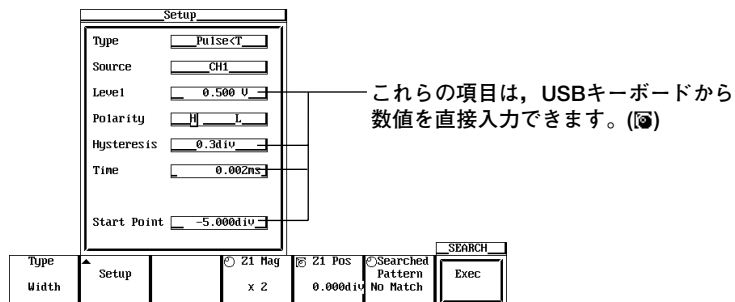 Setup
Type Pulse<T
Source CH1
Level 0.500 V
Polarity H L
Hysteresis 0.3div
Time 0.002ms
Start Point -5.000div
これらの項目は，USBキーボードから
数値を直接入力できます。()
SEARCH
Type
Width
Setup
Z1 Mag
x 2
Z1 Pos
0.000div
Searched
Pattern
No Match
Exec